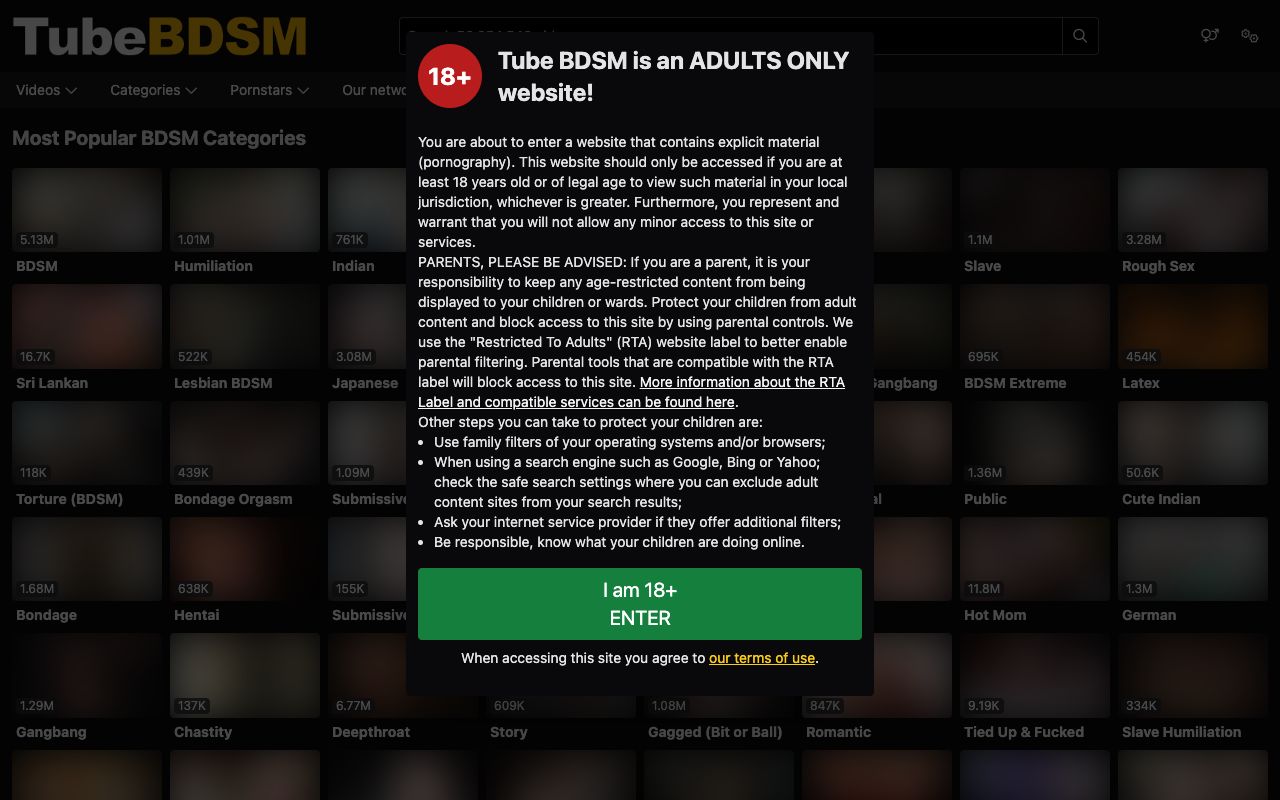 TubeBDSM
Videos
Categories
Pornstars
Our netwo
Most Popular BDSM Categories
18+
Tube BDSM is an ADULTS ONLY
website!
You are about to enter a website that contains explicit material
(pornography). This website should only be accessed if you are at
least 18 years old or of legal age to view such material in your local
jurisdiction, whichever is greater. Furthermore, you represent and
warrant that you will not allow any minor access to this site or
services.
PARENTS, PLEASE BE ADVISED: If you are a parent, it is your
responsibility to keep any age-restricted content from being
displayed to your children or wards. Protect your children from adult
content and block access to this site by using parental controls. We
use the "Restricted To Adults" (RTA) website label to better enable
parental filtering. Parental tools that are compatible with the RTA
label will block access to this site. More information about the RTA
Label and compatible services can be found here.
Other steps you can take to protect your children are:
• Use family filters of your operating systems and/or browsers;
• When using a search engine such as Google, Bing or Yahoo;
check the safe search settings where you can exclude adult
content sites from your search results;
• Ask your internet service provider if they offer additional filters;
• Be responsible, know what your children are doing online.
I am 18+
ENTER
When accessing this site you agree to our terms of use.
5.13M
1.01M
761K
1.1M
3.28M
BDSM
Humiliation
Indian
Slave
Rough Sex
16.7K
522K
3.08M
695K
454K
Sri Lankan
Lesbian BDSM
Japanese
Gangbang
BDSM Extreme
Latex
118K
439K
1.09M
1.36M
50.6K
Torture (BDSM)
Bondage Orgasm
Submissive
al
Public
Cute Indian
1.68M
638K
155K
11.8M
1.3M
Bondage
Hentai
Submissive
Hot Mom
German
1.29M
137K
6.77M
609K
1.08M
847K
9.19K
334K
Gangbang
Chastity
Deepthroat
Story
Gagged (Bit or Ball)
Romantic
Tied Up & Fucked
Slave Humiliation